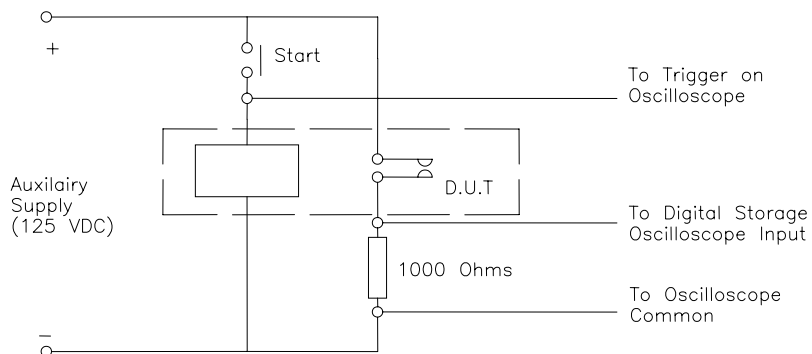 +
Start
To Trigger on
Oscilloscope
Auxilairy
Supply
(125 VDC)
D.U.T
To Digital Storage
Oscilloscope Input
1000 Ohms
To Oscilloscope
Common
–